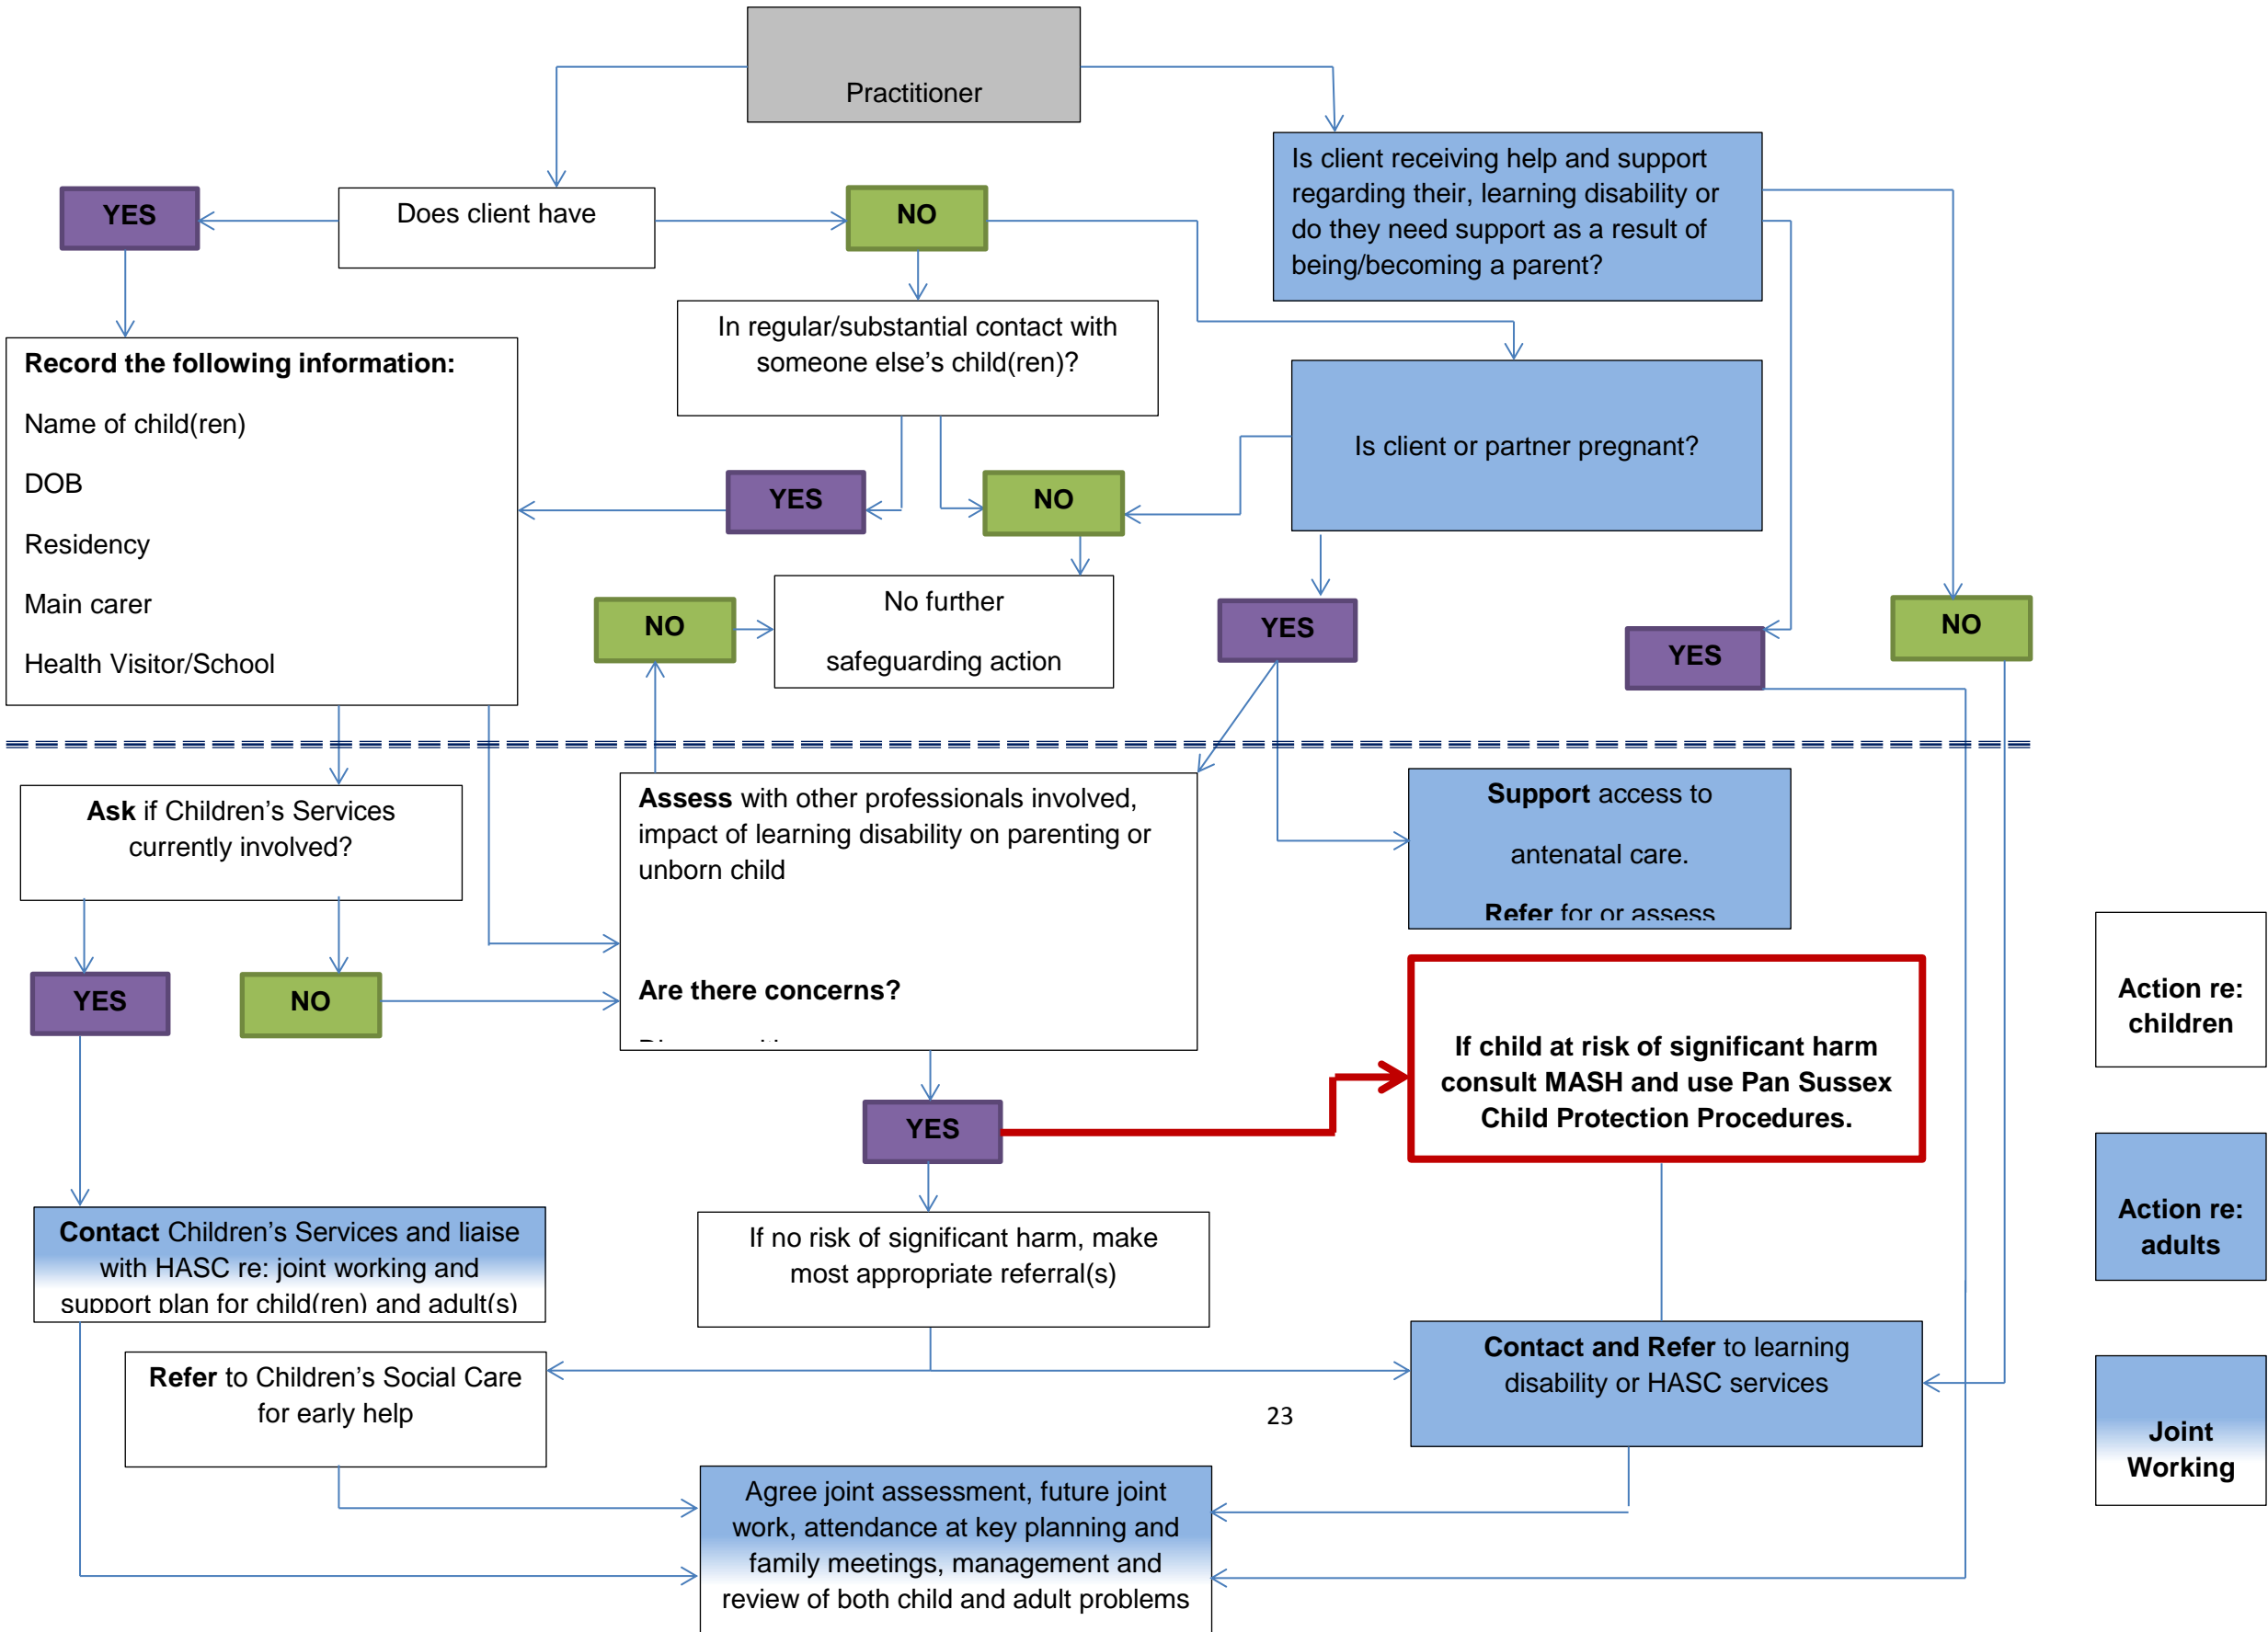 Practitioner
Is client receiving help and support
regarding their, learning disability or
do they need support as a result of
being/becoming a parent?
YES
Does client have
NO
In regular/substantial contact with
someone else’s child(ren)?
Record the following information:
Name of child(ren)
DOB
Residency
Main carer
Health Visitor/School
Is client or partner pregnant?
YES
NO
NO
No further
safeguarding action
YES
YES
NO
Ask if Children’s Services
currently involved?
Assess with other professionals involved,
impact of learning disability on parenting or
unborn child
Are there concerns?
Support access to
antenatal care.
Refer for or assess
YES
NO
If child at risk of significant harm
consult MASH and use Pan Sussex
Child Protection Procedures.
YES
Contact Children’s Services and liaise
with HASC re: joint working and
support plan for child(ren) and adult(s)
If no risk of significant harm, make
most appropriate referral(s)
Refer to Children’s Social Care
for early help
Contact and Refer to learning
disability or HASC services
23
Agree joint assessment, future joint
work, attendance at key planning and
family meetings, management and
review of both child and adult problems
Action re:
children
Action re:
adults
Joint
Working